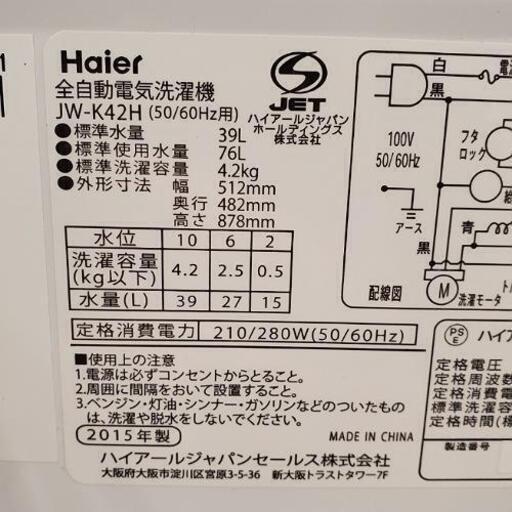 Haier
全自動電気洗濯機
JW-K42H (50/60Hz用)
■標準水量 39L
■標準使用水量 76L
■標準洗濯容量 4.2kg
■外形寸法 幅 512mm
奥行 482mm
高さ 878mm
S
JET
ハイアールジャパン
ホールディングス
株式会社
水位 10 6 2
洗濯容量
(kg以下) 4.2 2.5 0.5
水量(L) 39 27 15
定格消費電力 210/280W(50/60Hz)
■使用上の注意
1.電源は必ずコンセントからとること。
2.周囲に間隔をおいて設置すること。
3.ベンジン・灯油・シンナー・ガソリンなどのついたもの
は、洗濯や脱水をしないでください。
2015年製
MADE IN CHINA
ハイアールジャパンセールス株式会社
大阪府大阪市淀川区宮原3-5-36 新大阪トラストタワー7F
白
黒
100V
50/60Hz
フタ
ロック
アース
青
黒
M
洗濯モータ
配線図
PS
E
ハイア
定格電圧
定格周波数
定格消費電
標準洗濯容
定格時間(標
製造番号